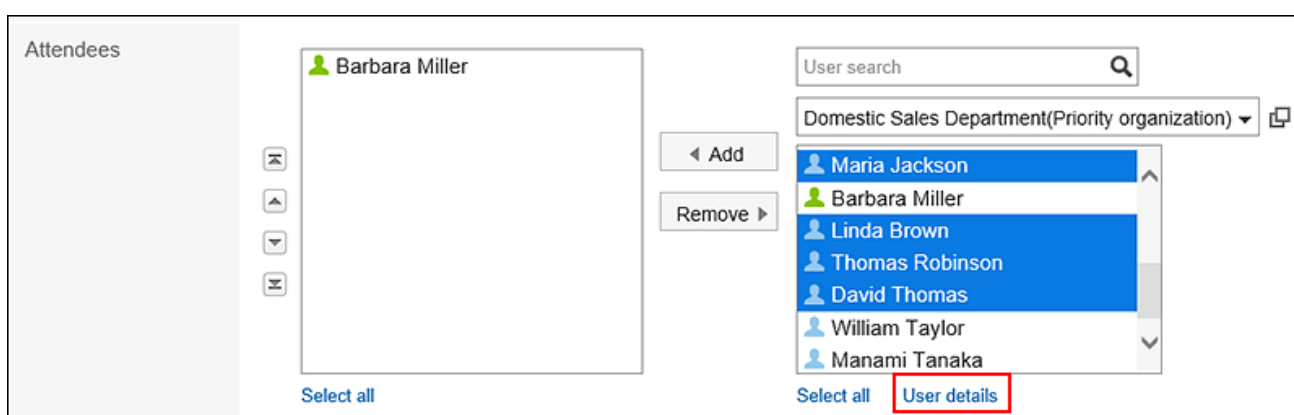 Attendees
Barbara Miller
Select all
Add
Remove
User search
Domestic Sales Department(Priority organization)
Maria Jackson
Barbara Miller
Linda Brown
Thomas Robinson
David Thomas
William Taylor
Manami Tanaka
Select all User details